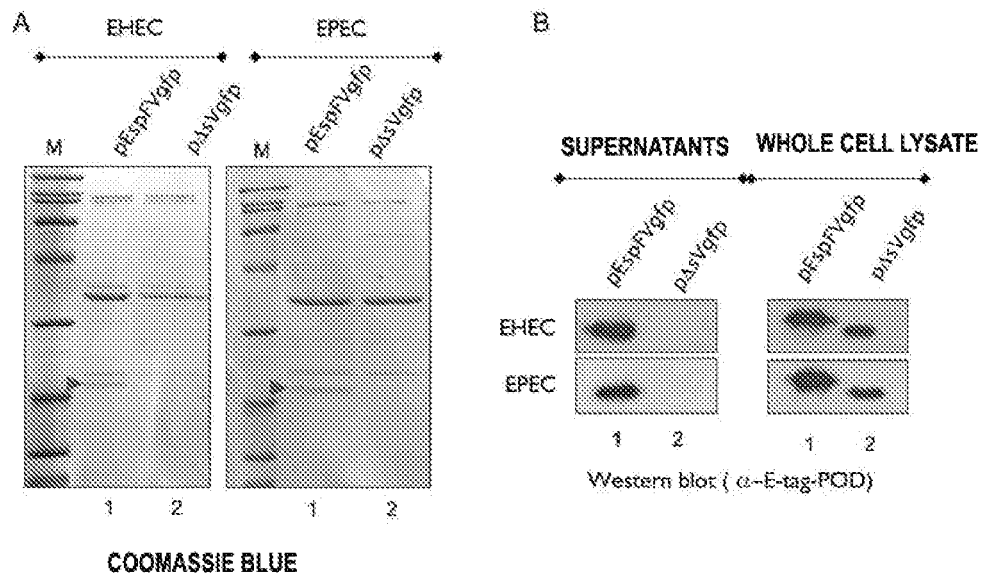 A
EHEC
EPEC
M
pEspFVgfp
pΔsVgfp
M
pEspFVgfp
pΔsVgfp
1
2
1
2
COOMASSIE BLUE
B
SUPERNATANTS
WHOLE CELL LYSATE
pEspFVgfp
pΔsVgfp
pEspFVgfp
pΔsVgfp
EHEC
EPEC
1
2
1
2
Western blot ( α-E-tag-POD)